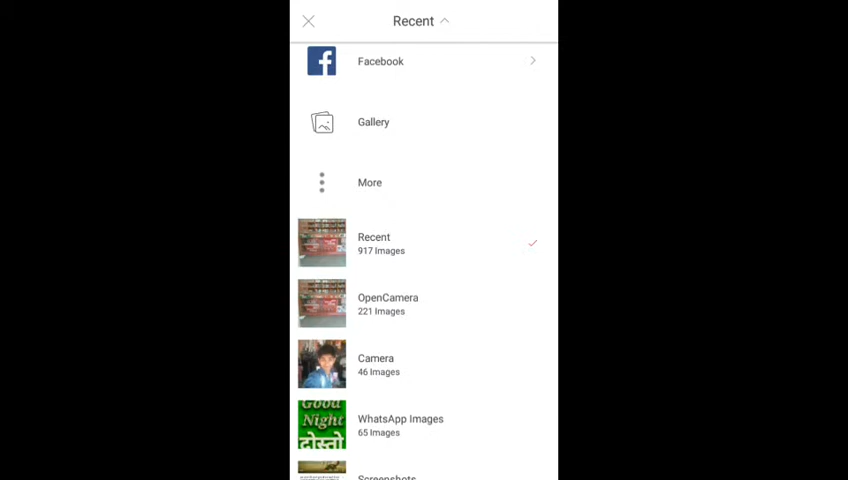 Recent
f
Facebook
Gallery
More
Recent
917 Images
OpenCamera
221 Images
Camera
46 Images
Good
Night
दोस्तो
WhatsApp Images
65 Images
Screenshots